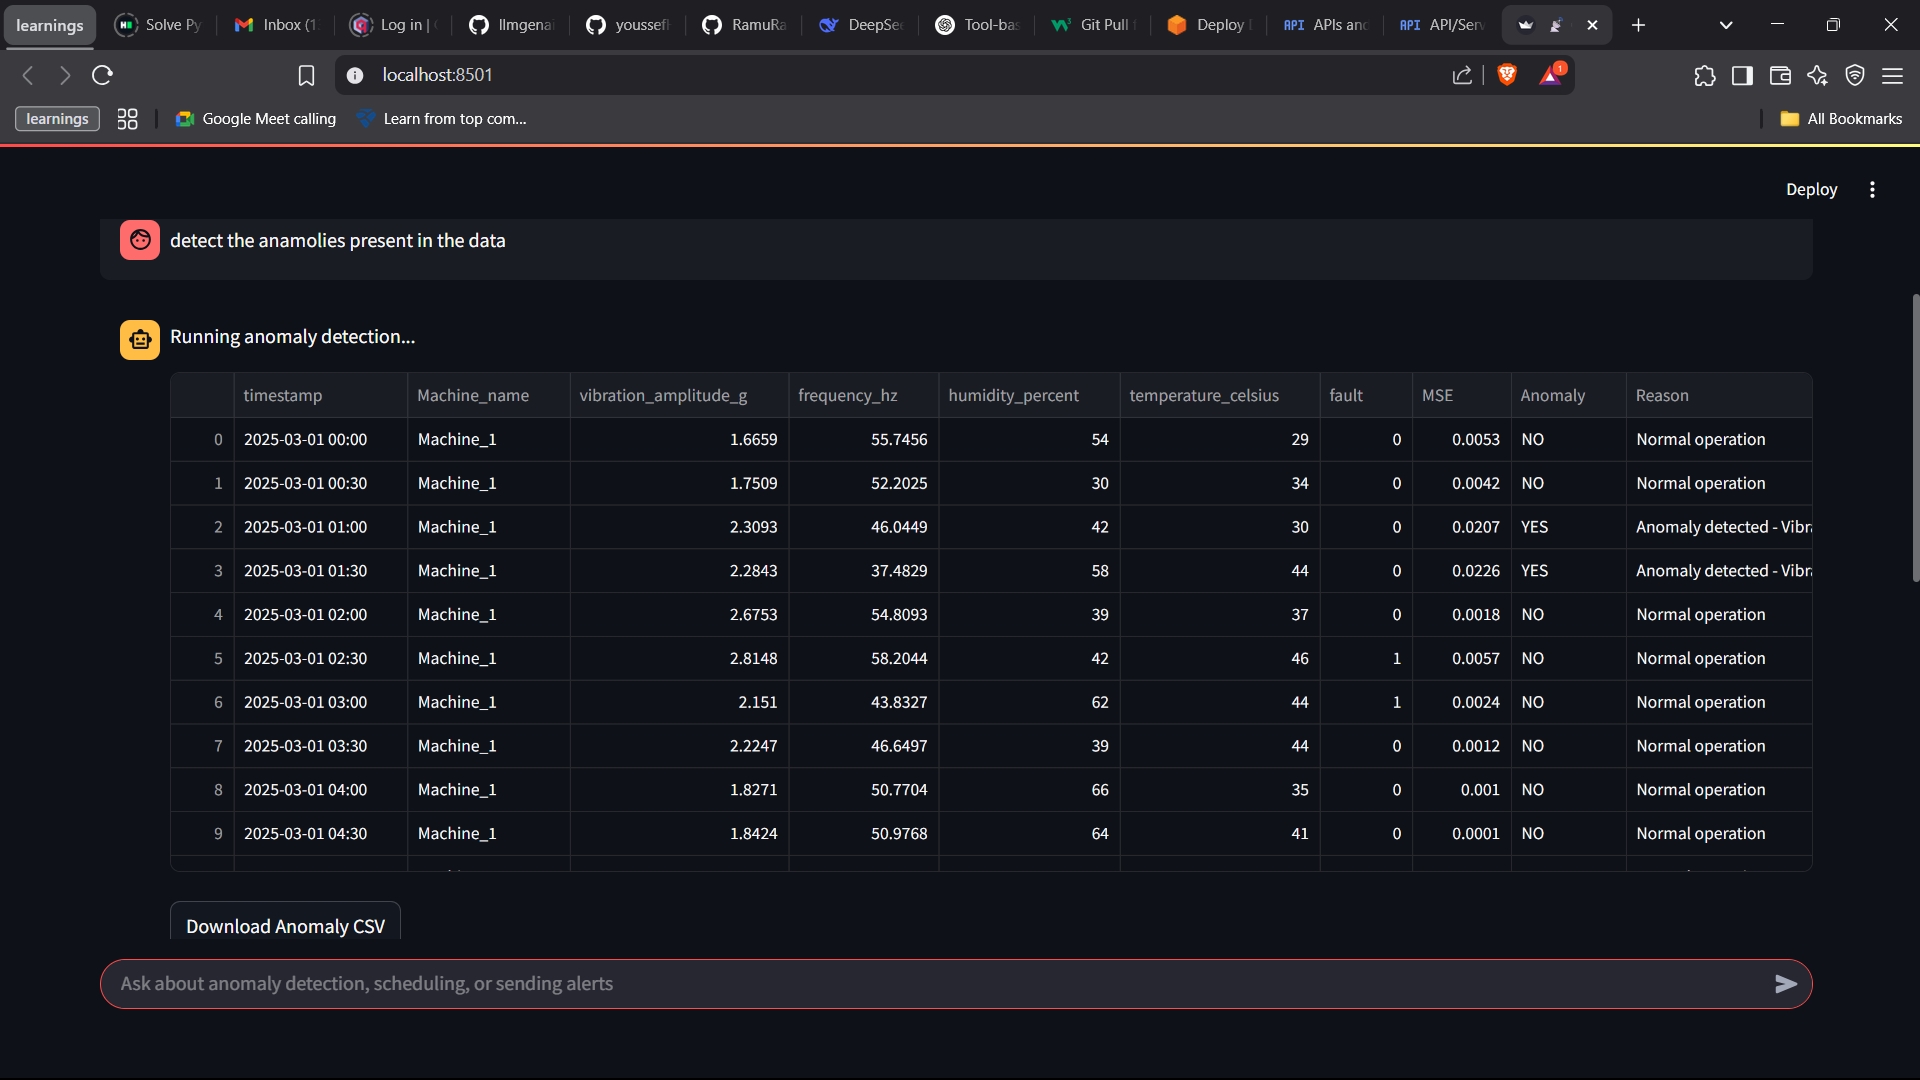 learnings Solve Py Inbox (1 Log in | llmgenai youssefh RamuRa DeepSee Tool-bas Git Pull Deploy API APIs and API API/Serv
localhost:8501 1
learnings Google Meet calling Learn from top com... All Bookmarks
Deploy
detect the anamolies present in the data
Running anomaly detection...
timestamp Machine_name vibration_amplitude_g frequency_hz humidity_percent temperature_celsius fault MSE Anomaly Reason
0 2025-03-01 00:00 Machine_1 1.6659 55.7456 54 29 0 0.0053 NO Normal operation
1 2025-03-01 00:30 Machine_1 1.7509 52.2025 30 34 0 0.0042 NO Normal operation
2 2025-03-01 01:00 Machine_1 2.3093 46.0449 42 30 0 0.0207 YES Anomaly detected - Vibr
3 2025-03-01 01:30 Machine_1 2.2843 37.4829 58 44 0 0.0226 YES Anomaly detected - Vibr
4 2025-03-01 02:00 Machine_1 2.6753 54.8093 39 37 0 0.0018 NO Normal operation
5 2025-03-01 02:30 Machine_1 2.8148 58.2044 42 46 1 0.0057 NO Normal operation
6 2025-03-01 03:00 Machine_1 2.151 43.8327 62 44 1 0.0024 NO Normal operation
7 2025-03-01 03:30 Machine_1 2.2247 46.6497 39 44 0 0.0012 NO Normal operation
8 2025-03-01 04:00 Machine_1 1.8271 50.7704 66 35 0 0.001 NO Normal operation
9 2025-03-01 04:30 Machine_1 1.8424 50.9768 64 41 0 0.0001 NO Normal operation
Download Anomaly CSV
Ask about anomaly detection, scheduling, or sending alerts